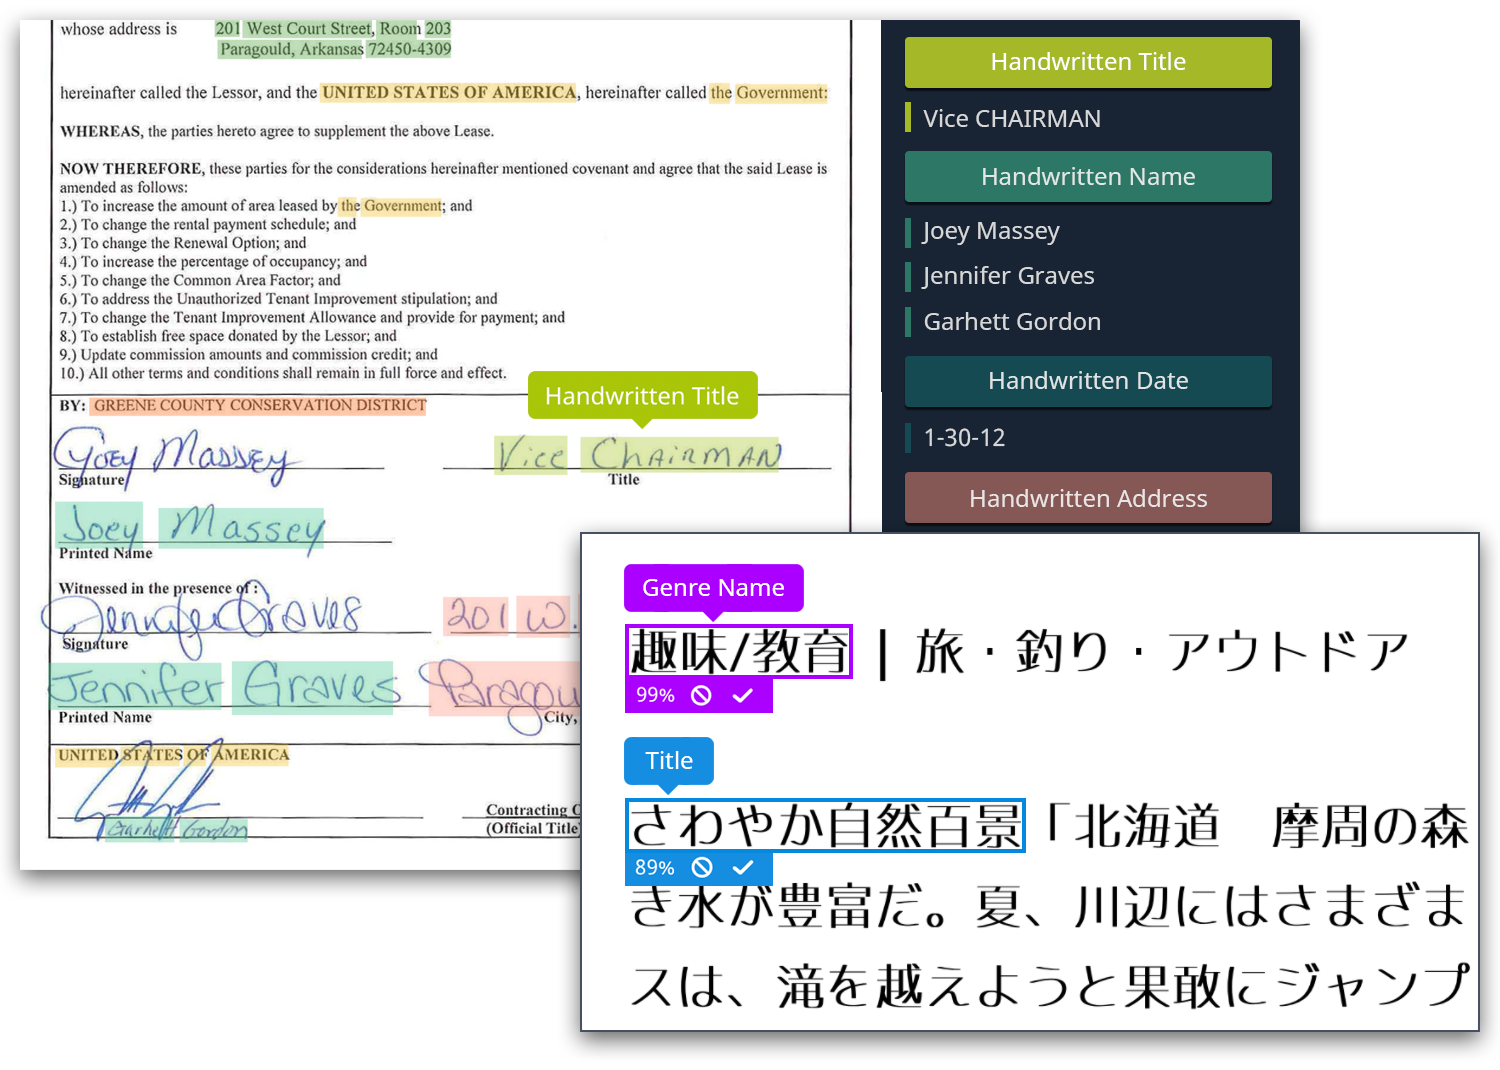 whose address is 201 West Court Street, Room 203
Paragould, Arkansas 72450-4309
hereinafter called the Lessor, and the UNITED STATES OF AMERICA, hereinafter called the Government:
WHEREAS, the parties hereto agree to supplement the above Lease.
NOW THEREFORE, these parties for the considerations hereinafter mentioned covenant and agree that the said Lease is
amended as follows:
1.) To increase the amount of area leased by the Government; and
2.) To change the rental payment schedule; and
3.) To change the Renewal Option; and
4.) To increase the percentage of occupancy; and
5.) To change the Common Area Factor; and
6.) To address the Unauthorized Tenant Improvement stipulation; and
7.) To change the Tenant Improvement Allowance and provide for payment; and
8.) To establish free space donated by the Lessor; and
9.) Update commission amounts and commission credit; and
10.) All other terms and conditions shall remain in full force and effect.
BY: GREENE COUNTY CONSERVATION DISTRICT
Handwritten Title
Joey Massey Vice CHAIRMAN
Signature Title
Joey Massey
Printed Name
Witnessed in the presence of :
Jennifer Graves 201 W.
Signature
Jennifer Graves Paragou
Printed Name City,
UNITED STATES OF AMERICA
Contracting
Garhett Gordon (Official Title)
Handwritten Title
Vice CHAIRMAN
Handwritten Name
Joey Massey
Jennifer Graves
Garhett Gordon
Handwritten Date
1-30-12
Handwritten Address
Genre Name
趣味/教育 | 旅・釣り・アウトドア
99%
Title
さわやか自然百景「北海道 摩周の森
89%
き水が豊富だ。夏、川辺にはさまざま
スは、滝を越えようと果敢にジャンプ